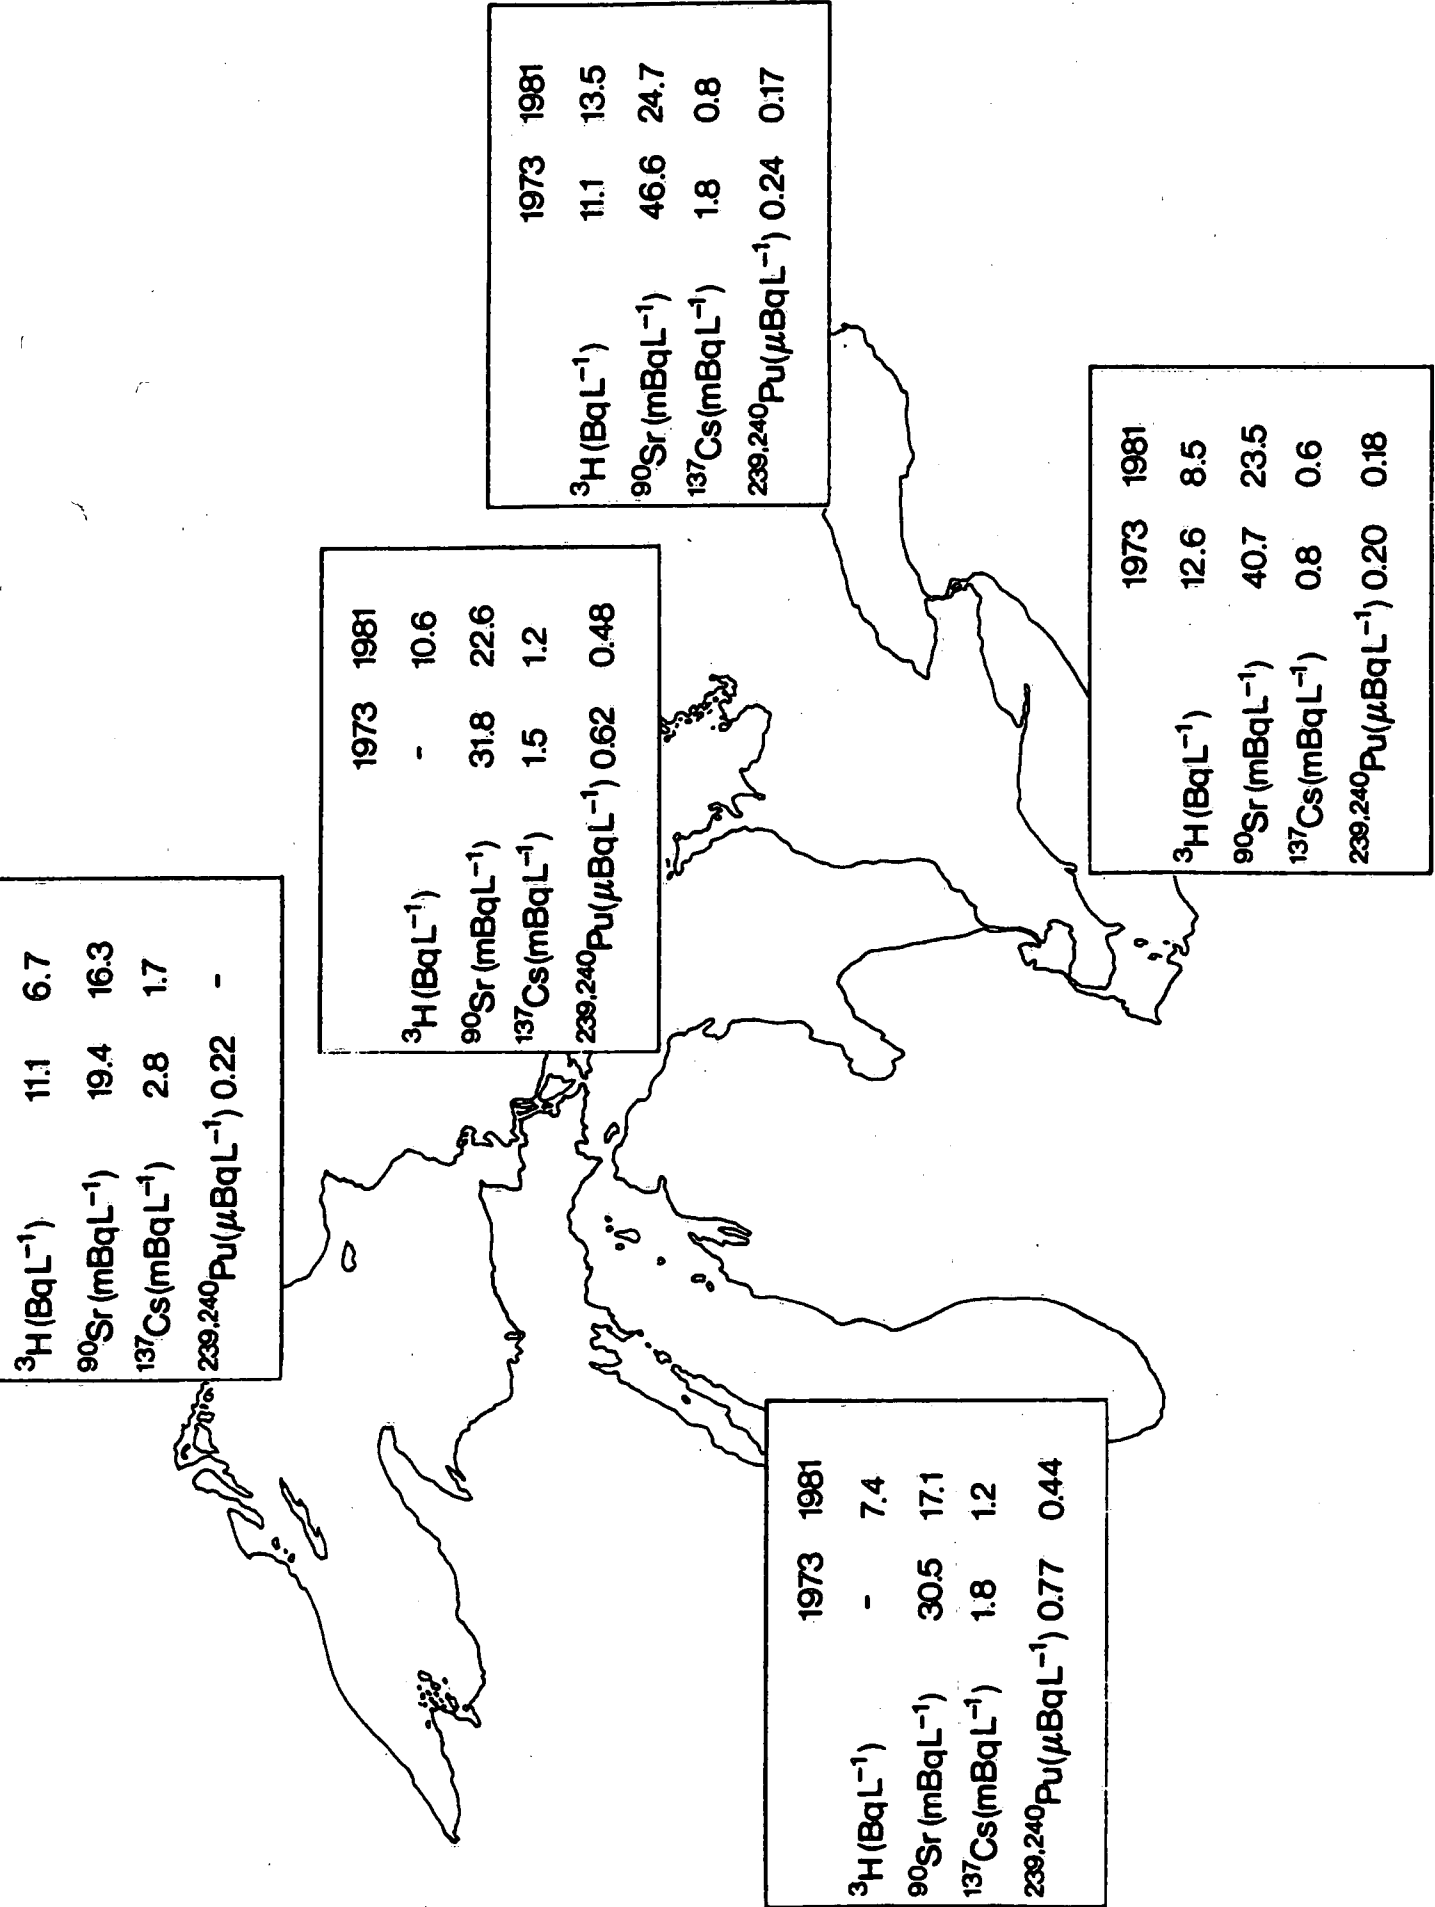 ³H(BqL⁻¹) 11.1 6.7
⁹⁰Sr(mBqL⁻¹) 19.4 16.3
¹³⁷Cs(mBqL⁻¹) 2.8 1.7
²³⁹,²⁴⁰Pu(μBqL⁻¹) 0.22 -
1973 1981
³H(BqL⁻¹) - 10.6
⁹⁰Sr(mBqL⁻¹) 31.8 22.6
¹³⁷Cs(mBqL⁻¹) 1.5 1.2
²³⁹,²⁴⁰Pu(μBqL⁻¹) 0.62 0.48
1973 1981
³H(BqL⁻¹) 11.1 13.5
⁹⁰Sr(mBqL⁻¹) 46.6 24.7
¹³⁷Cs(mBqL⁻¹) 1.8 0.8
²³⁹,²⁴⁰Pu(μBqL⁻¹) 0.24 0.17
1973 1981
³H(BqL⁻¹) - 7.4
⁹⁰Sr(mBqL⁻¹) 30.5 17.1
¹³⁷Cs(mBqL⁻¹) 1.8 1.2
²³⁹,²⁴⁰Pu(μBqL⁻¹) 0.77 0.44
1973 1981
³H(BqL⁻¹) 12.6 8.5
⁹⁰Sr(mBqL⁻¹) 40.7 23.5
¹³⁷Cs(mBqL⁻¹) 0.8 0.6
²³⁹,²⁴⁰Pu(μBqL⁻¹) 0.20 0.18